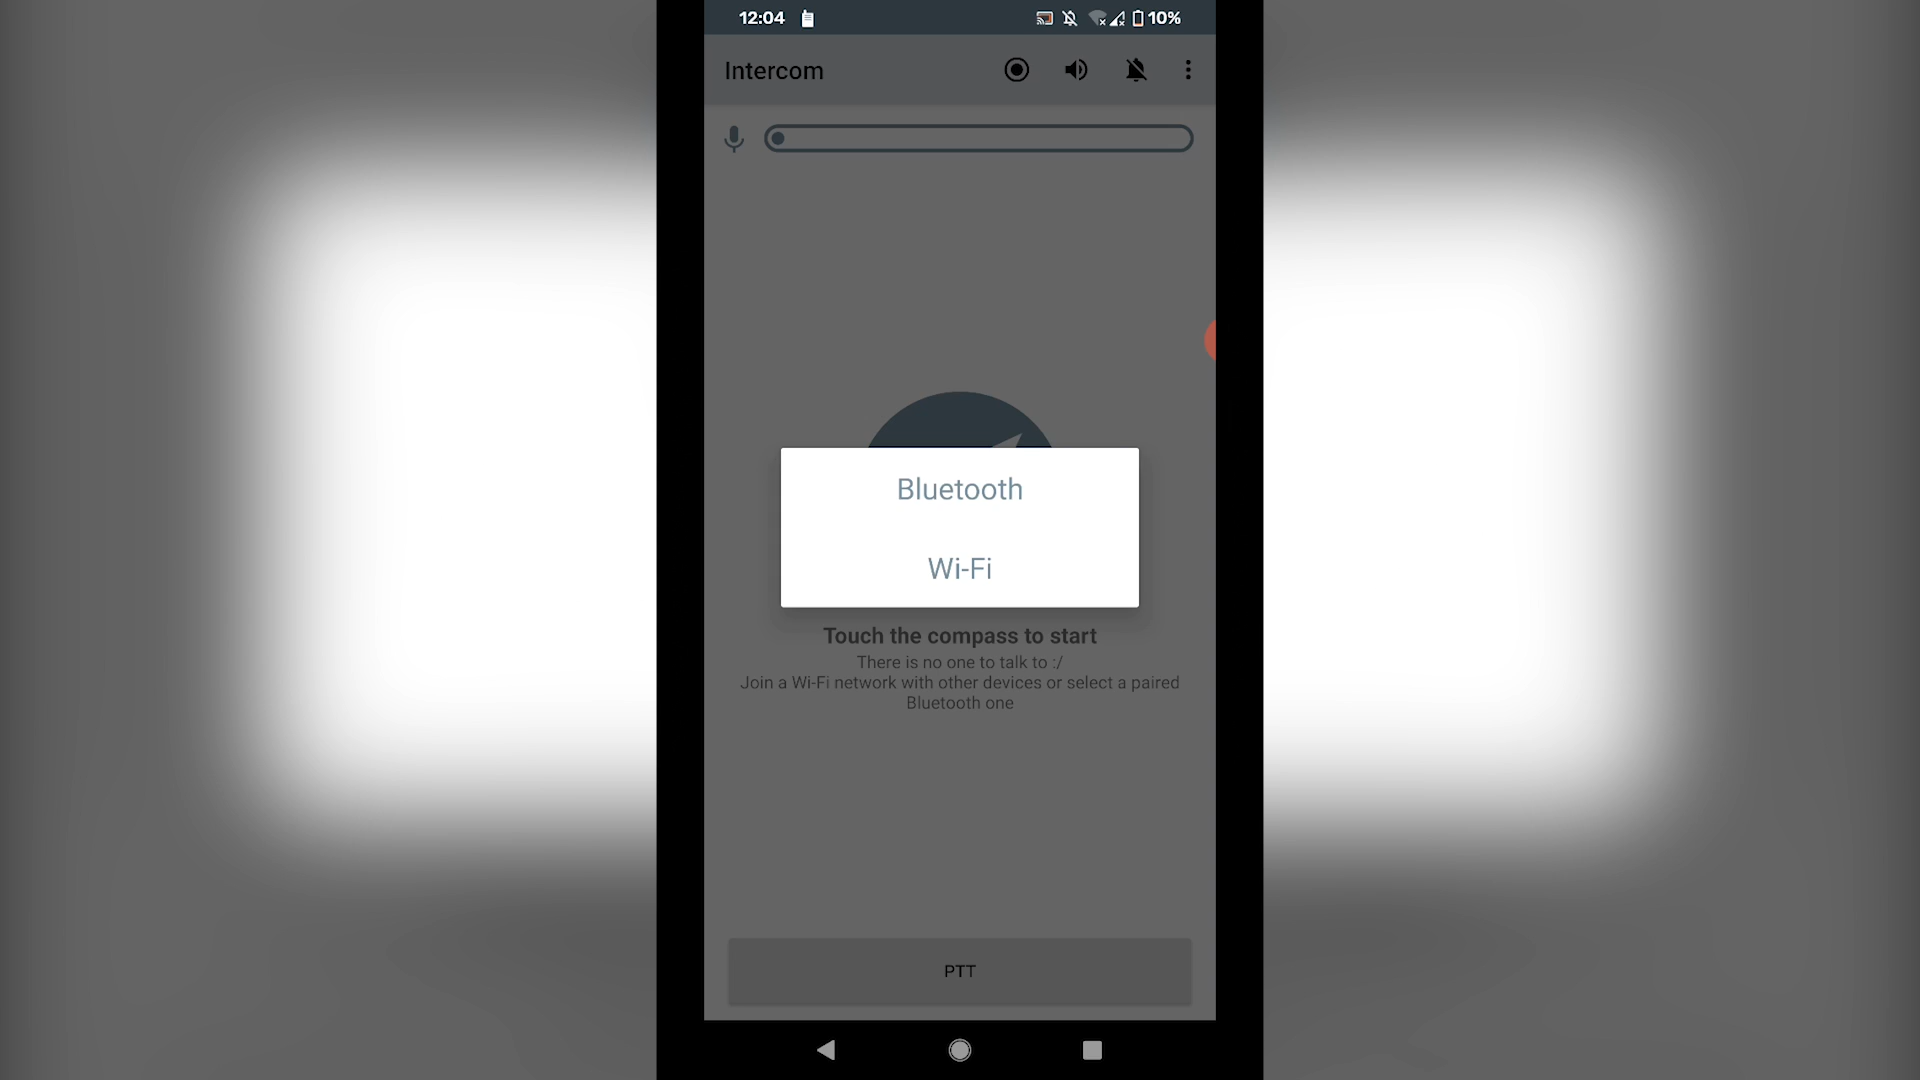 12:04
10%
Intercom
Bluetooth
Wi-Fi
Touch the compass to start
There is no one to talk to :/
Join a Wi-Fi network with other devices or select a paired
Bluetooth one
PTT